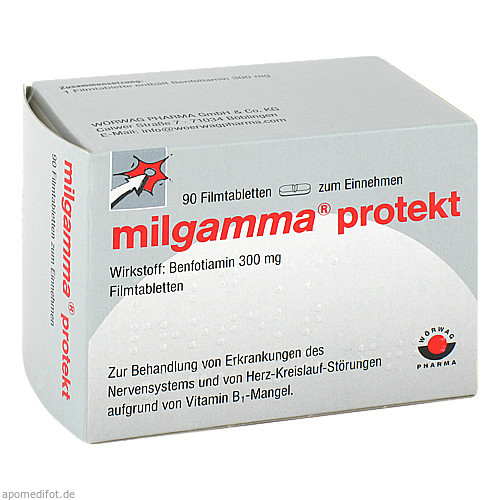 Zusammensetzung:
1 Filmtablette enthält Benfotiamin 300 mg
WÖRWAG PHARMA GmbH & Co. KG
Calwer Straße 7 · 71034 Böblingen
E-Mail: info@woerwagpharma.com
90 Filmtabletten zum Einnehmen
milgamma® protekt
Wirkstoff: Benfotiamin 300 mg
Filmtabletten
Zur Behandlung von Erkrankungen des
Nervensystems und von Herz-Kreislauf-Störungen
aufgrund von Vitamin B₁-Mangel.
WÖRWAG
PHARMA
milgamma® protekt
90 Filmtabletten zum Einnehmen
apomedifot.de